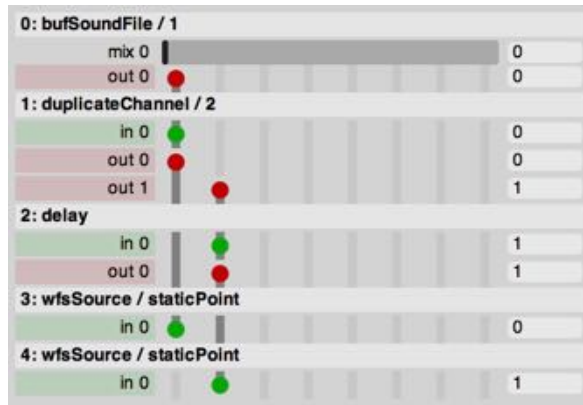 0: bufSoundFile / 1
mix 0 0
out 0 0
1: duplicateChannel / 2
in 0 0
out 0 0
out 1 1
2: delay
in 0 1
out 0 1
3: wfsSource / staticPoint
in 0 0
4: wfsSource / staticPoint
in 0 1